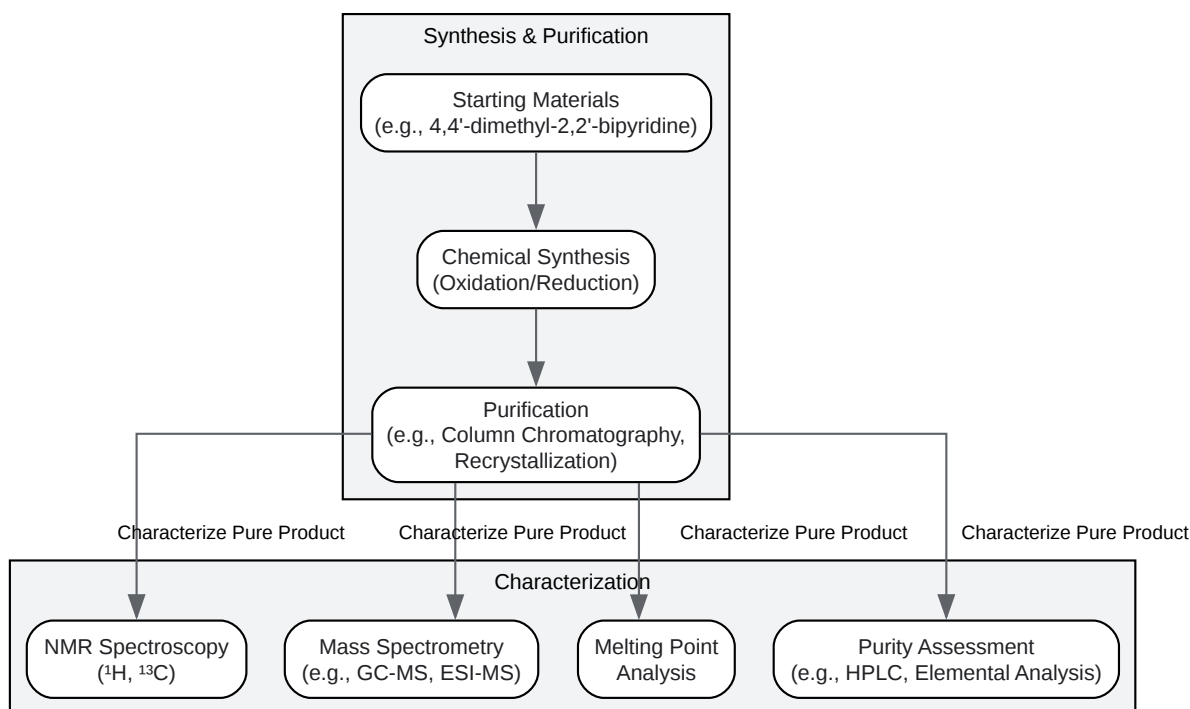 Synthesis & Purification
Starting Materials
(e.g., 4,4'-dimethyl-2,2'-bipyridine)
Chemical Synthesis
(Oxidation/Reduction)
Purification
(e.g., Column Chromatography,
Recrystallization)
Characterize Pure Product
Characterize Pure Product
Characterize Pure Product
Characterize Pure Product
Characterization
NMR Spectroscopy
(¹H, ¹³C)
Mass Spectrometry
(e.g., GC-MS, ESI-MS)
Melting Point
Analysis
Purity Assessment
(e.g., HPLC, Elemental Analysis)